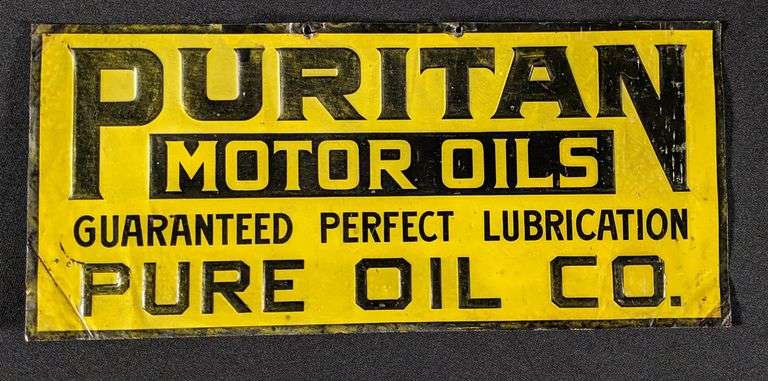 PURITAN
MOTOR OILS
GUARANTEED PERFECT LUBRICATION
PURE OIL CO.